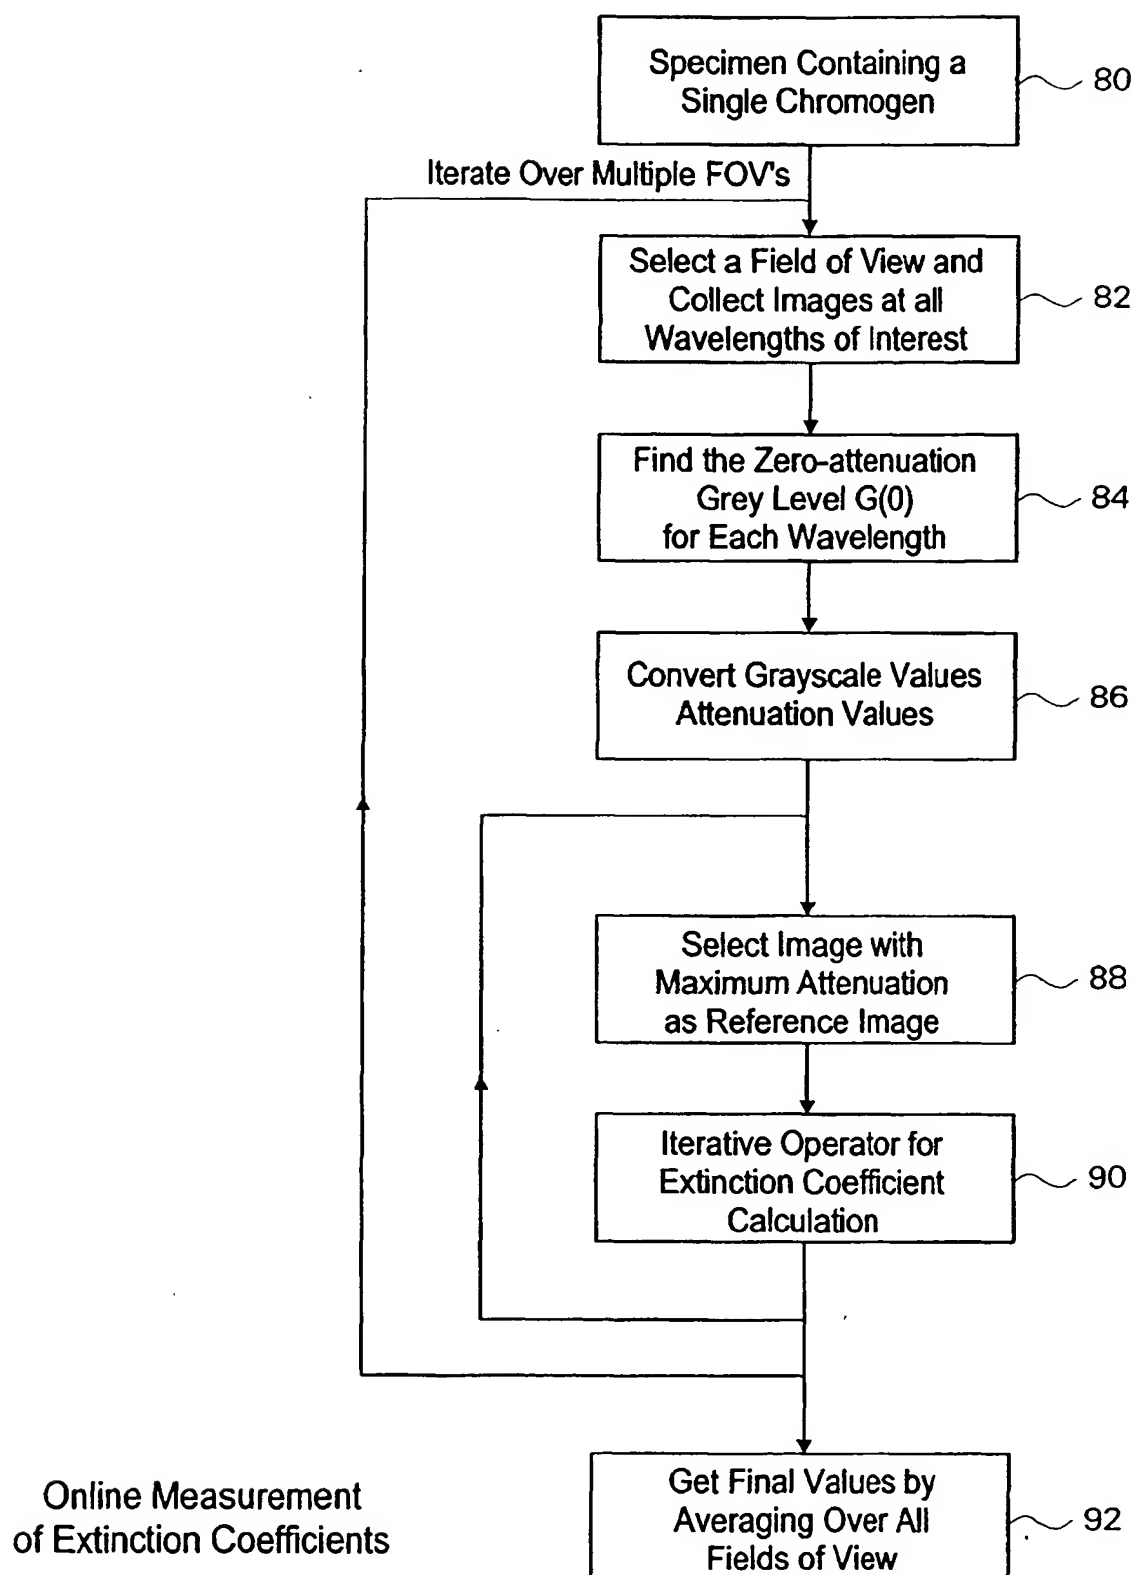 Specimen Containing a
Single Chromogen
80
Iterate Over Multiple FOV's
Select a Field of View and
Collect Images at all
Wavelengths of Interest
82
Find the Zero-attenuation
Grey Level G(0)
for Each Wavelength
84
Convert Grayscale Values
Attenuation Values
86
Select Image with
Maximum Attenuation
as Reference Image
88
Iterative Operator for
Extinction Coefficient
Calculation
90
Get Final Values by
Averaging Over All
Fields of View
92
Online Measurement
of Extinction Coefficients